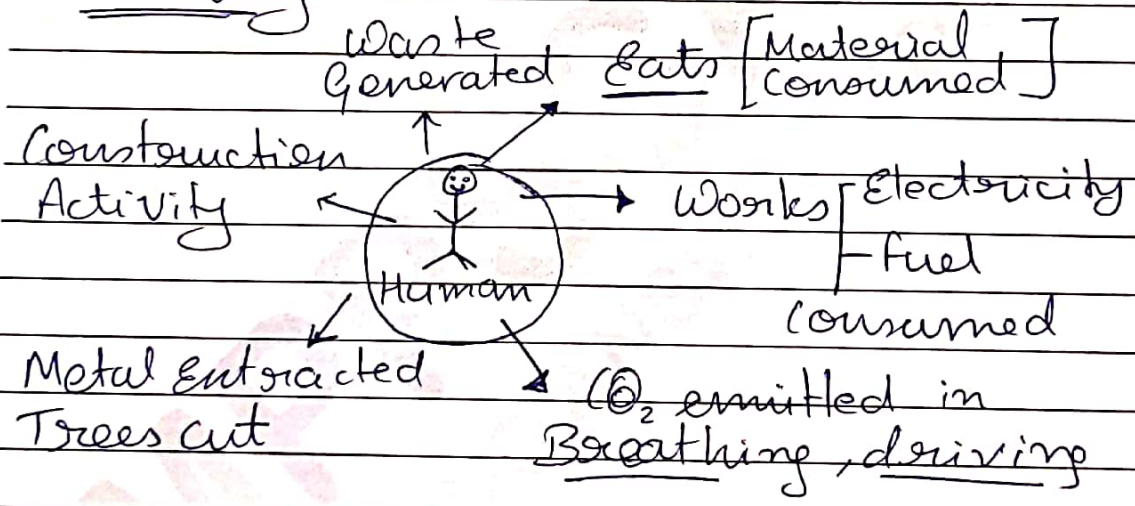 Waste
Generated
Eats [Material
Consumed]
Construction
Activity
Works
Electricity
Fuel
Consumed
Human
Metal Extracted
Trees cut
CO₂ emitted in
Breathing, driving